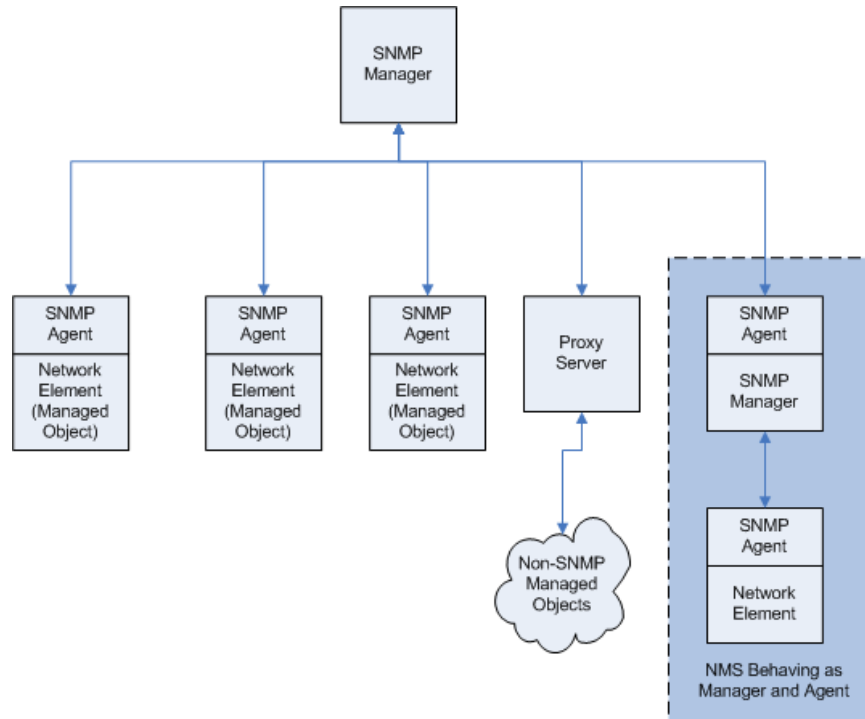 SNMP
Manager
SNMP
Agent
Network
Element
(Managed
Object)
SNMP
Agent
Network
Element
(Managed
Object)
SNMP
Agent
Network
Element
(Managed
Object)
Proxy
Server
Non-SNMP
Managed
Objects
SNMP
Agent
SNMP
Manager
SNMP
Agent
Network
Element
NMS Behaving as
Manager and Agent